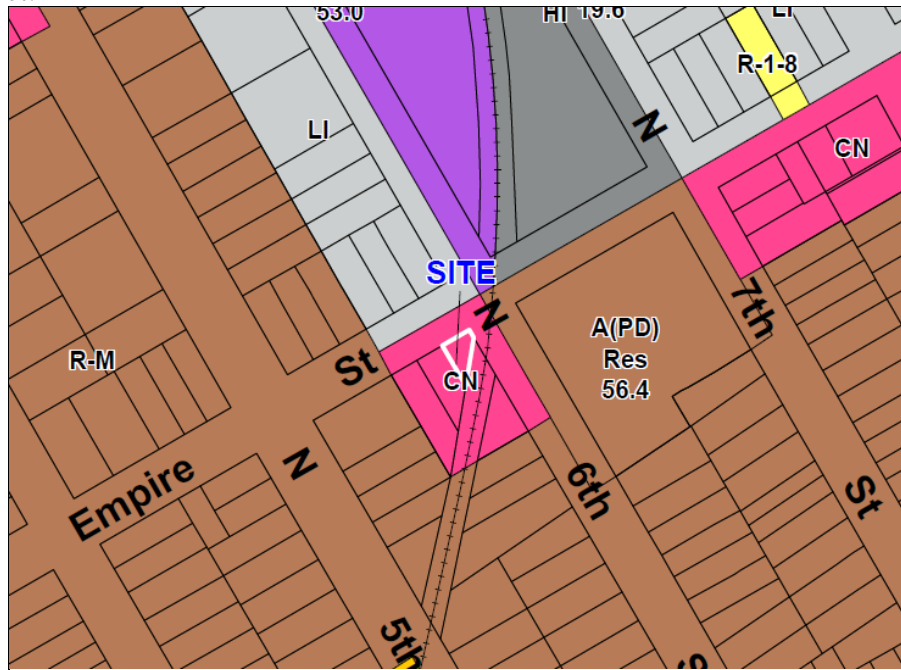 53.0
HI 19.6
LI
R-1-8
N
LI
CN
SITE
N
7th
A(PD)
Res
56.4
R-M
St
CN
Empire
N
6th
St
5th
S